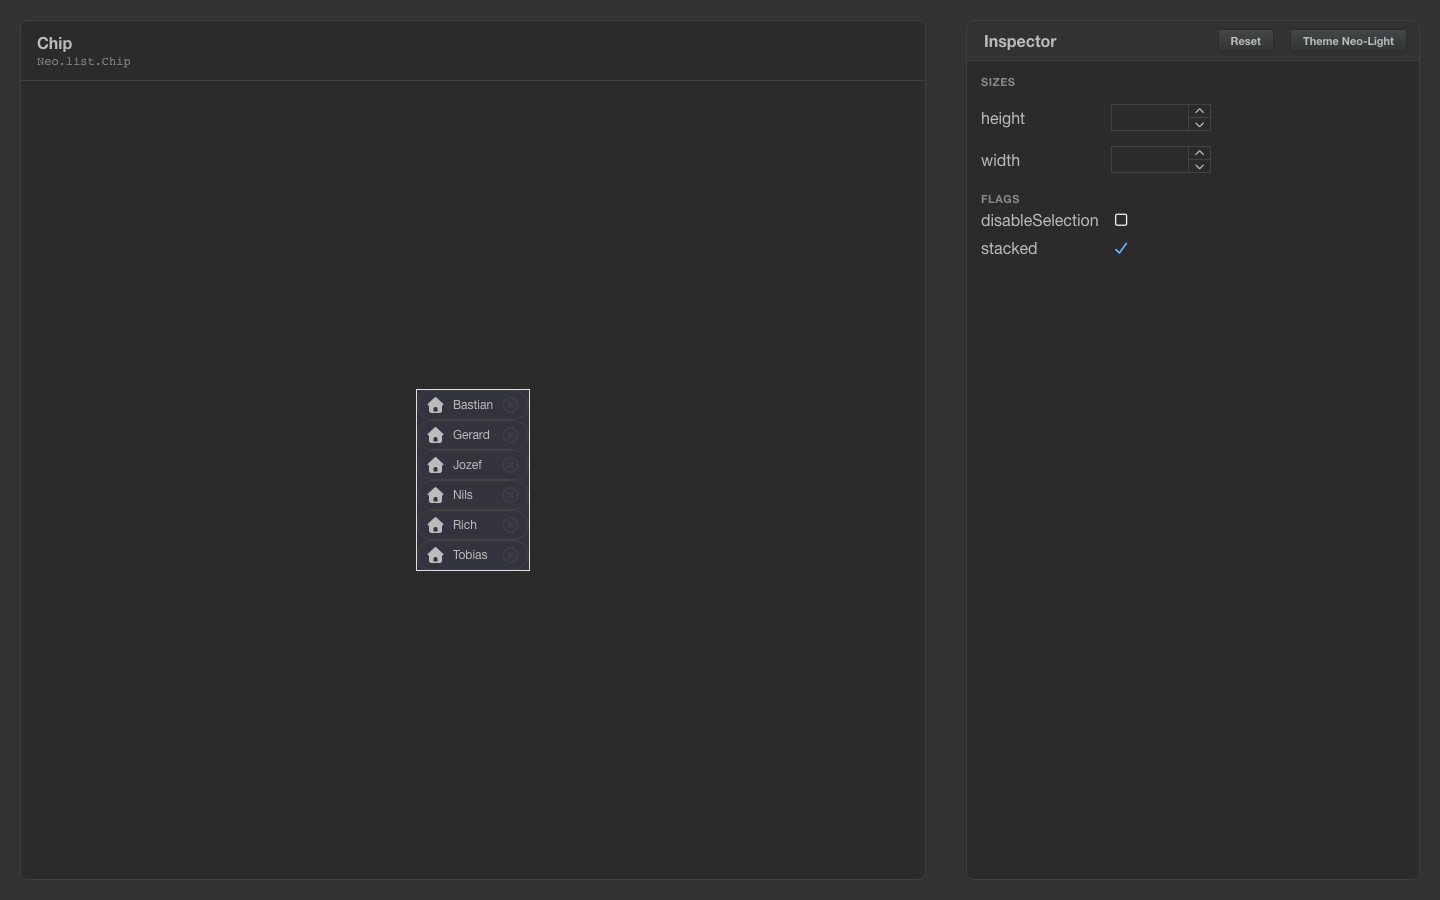 Chip
Neo.list.Chip
Bastian
Gerard
Jozef
Nils
Rich
Tobias
Inspector
Reset
Theme Neo-Light
SIZES
height
width
FLAGS
disableSelection
stacked